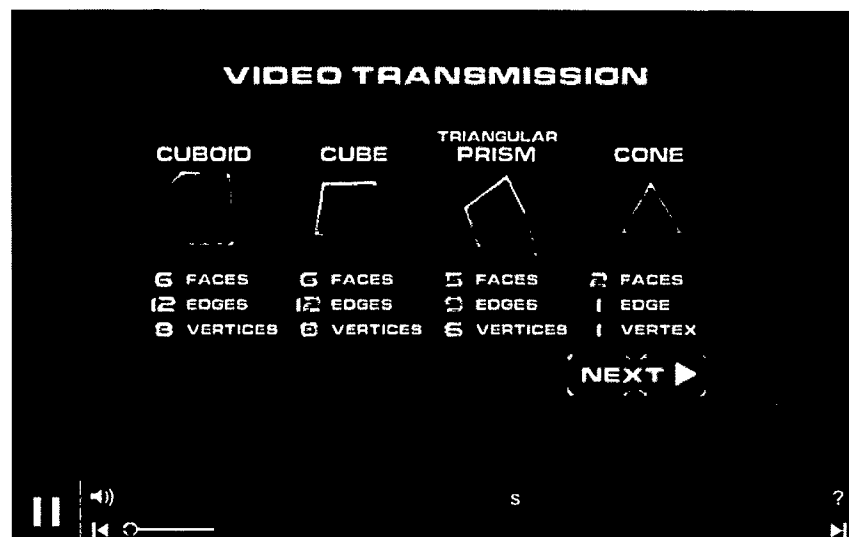 VIDEO TRANSMISSION
CUBOID CUBE TRIANGULAR PRISM CONE
6 FACES 6 FACES 5 FACES 2 FACES
12 EDGES 12 EDGES 9 EDGES 1 EDGE
8 VERTICES 8 VERTICES 6 VERTICES 1 VERTEX
NEXT
S ?